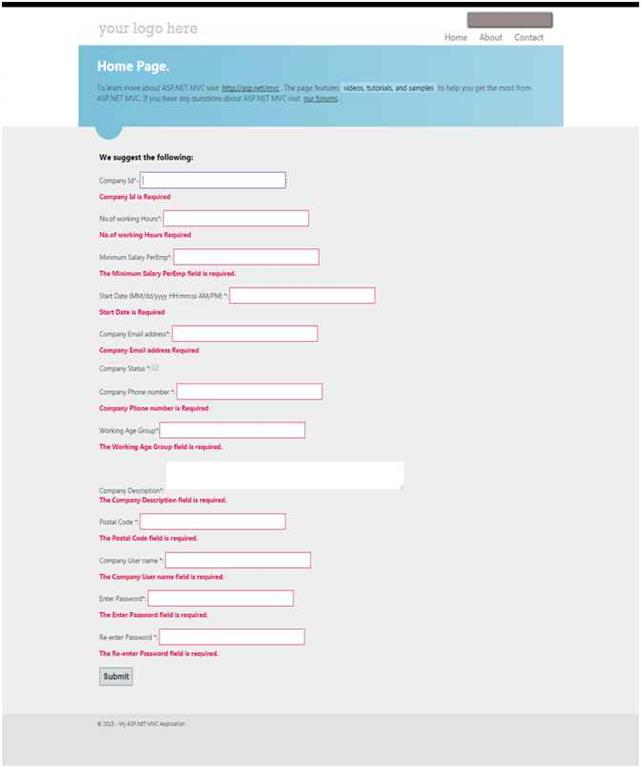 your logo here
Home About Contact
Home Page.
To learn more about ASP.NET MVC visit http://asp.net/mvc . The page features videos, tutorials, and samples to help you get the most from
ASP.NET MVC. If you have any questions about ASP.NET MVC visit our forums .
We suggest the following:
Company Id*:
Company Id is Required
No.of working Hours*:
No.of working Hours Required
Minimum Salary PerEmp*:
The Minimum Salary PerEmp field is required.
Start Date (MM/dd/yyyy HH:mm:ss AM/PM) *:
Start Date is Required
Company Email address*:
Company Email address Required
Company Status *:
Company Phone number *:
Company Phone number is Required
Working Age Group*:
The Working Age Group field is required.
Company Description*:
The Company Description field is required.
Postal Code *:
The Postal Code field is required.
Company User name *:
The Company User name field is required.
Enter Password*:
The Enter Password field is required.
Re-enter Password *:
The Re-enter Password field is required.
Submit
© 2015 - My ASP.NET MVC Application